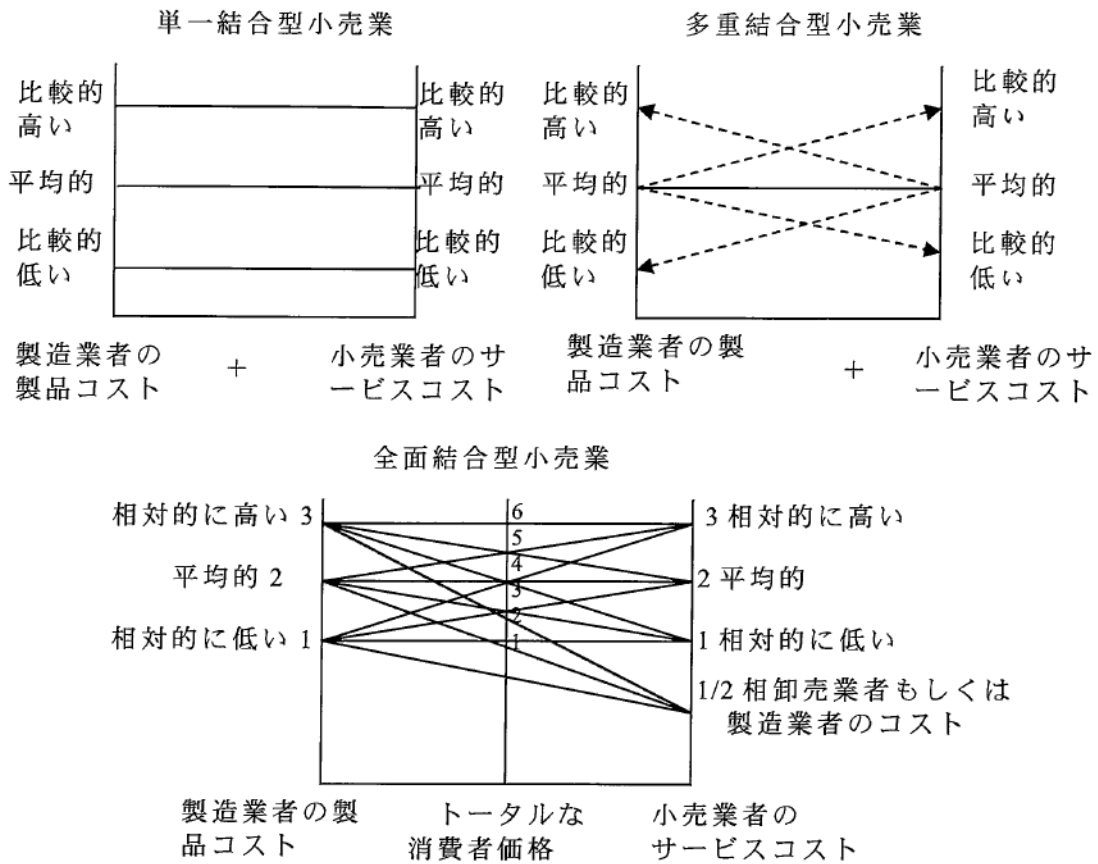 単一結合型小売業
比較的
高い
平均的
比較的
低い
比較的
高い
平均的
比較的
低い
製造業者の
製品コスト
+
小売業者のサ
ービスコスト
多重結合型小売業
比較的
高い
平均的
比較的
低い
比較的
高い
平均的
比較的
低い
製造業者の製
品コスト
+
小売業者のサ
ービスコスト
全面結合型小売業
相対的に高い 3
平均的 2
相対的に低い 1
6
5
4
3
2
1
3 相対的に高い
2 平均的
1 相対的に低い
1/2 相卸売業者もしくは
製造業者のコスト
製造業者の製
品コスト
トータルな
消費者価格
小売業者の
サービスコスト